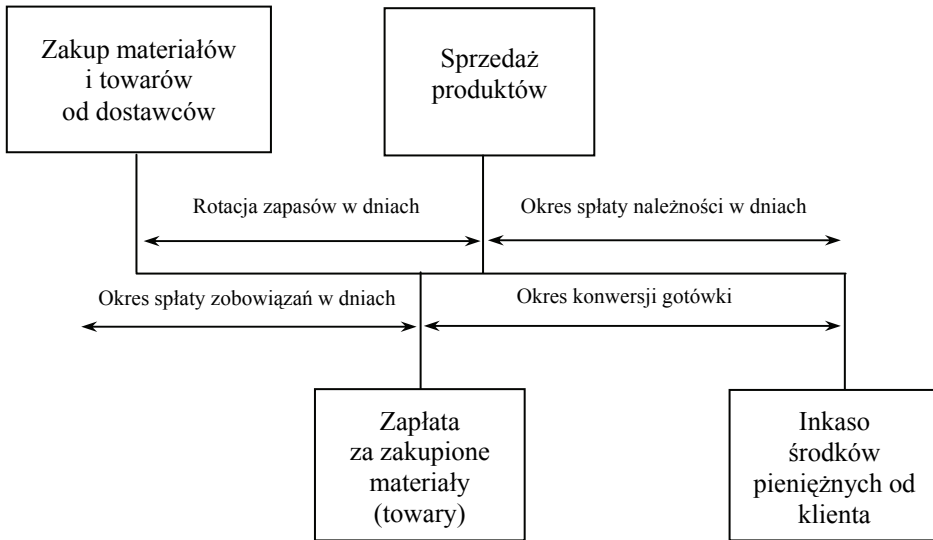 Zakup materiałów
i towarów
od dostawców
Sprzedaż
produktów
Rotacja zapasów w dniach
Okres spłaty należności w dniach
Okres spłaty zobowiązań w dniach
Okres konwersji gotówki
Zapłata
za zakupione
materiały
(towary)
Inkaso
środków
pieniężnych od
klienta